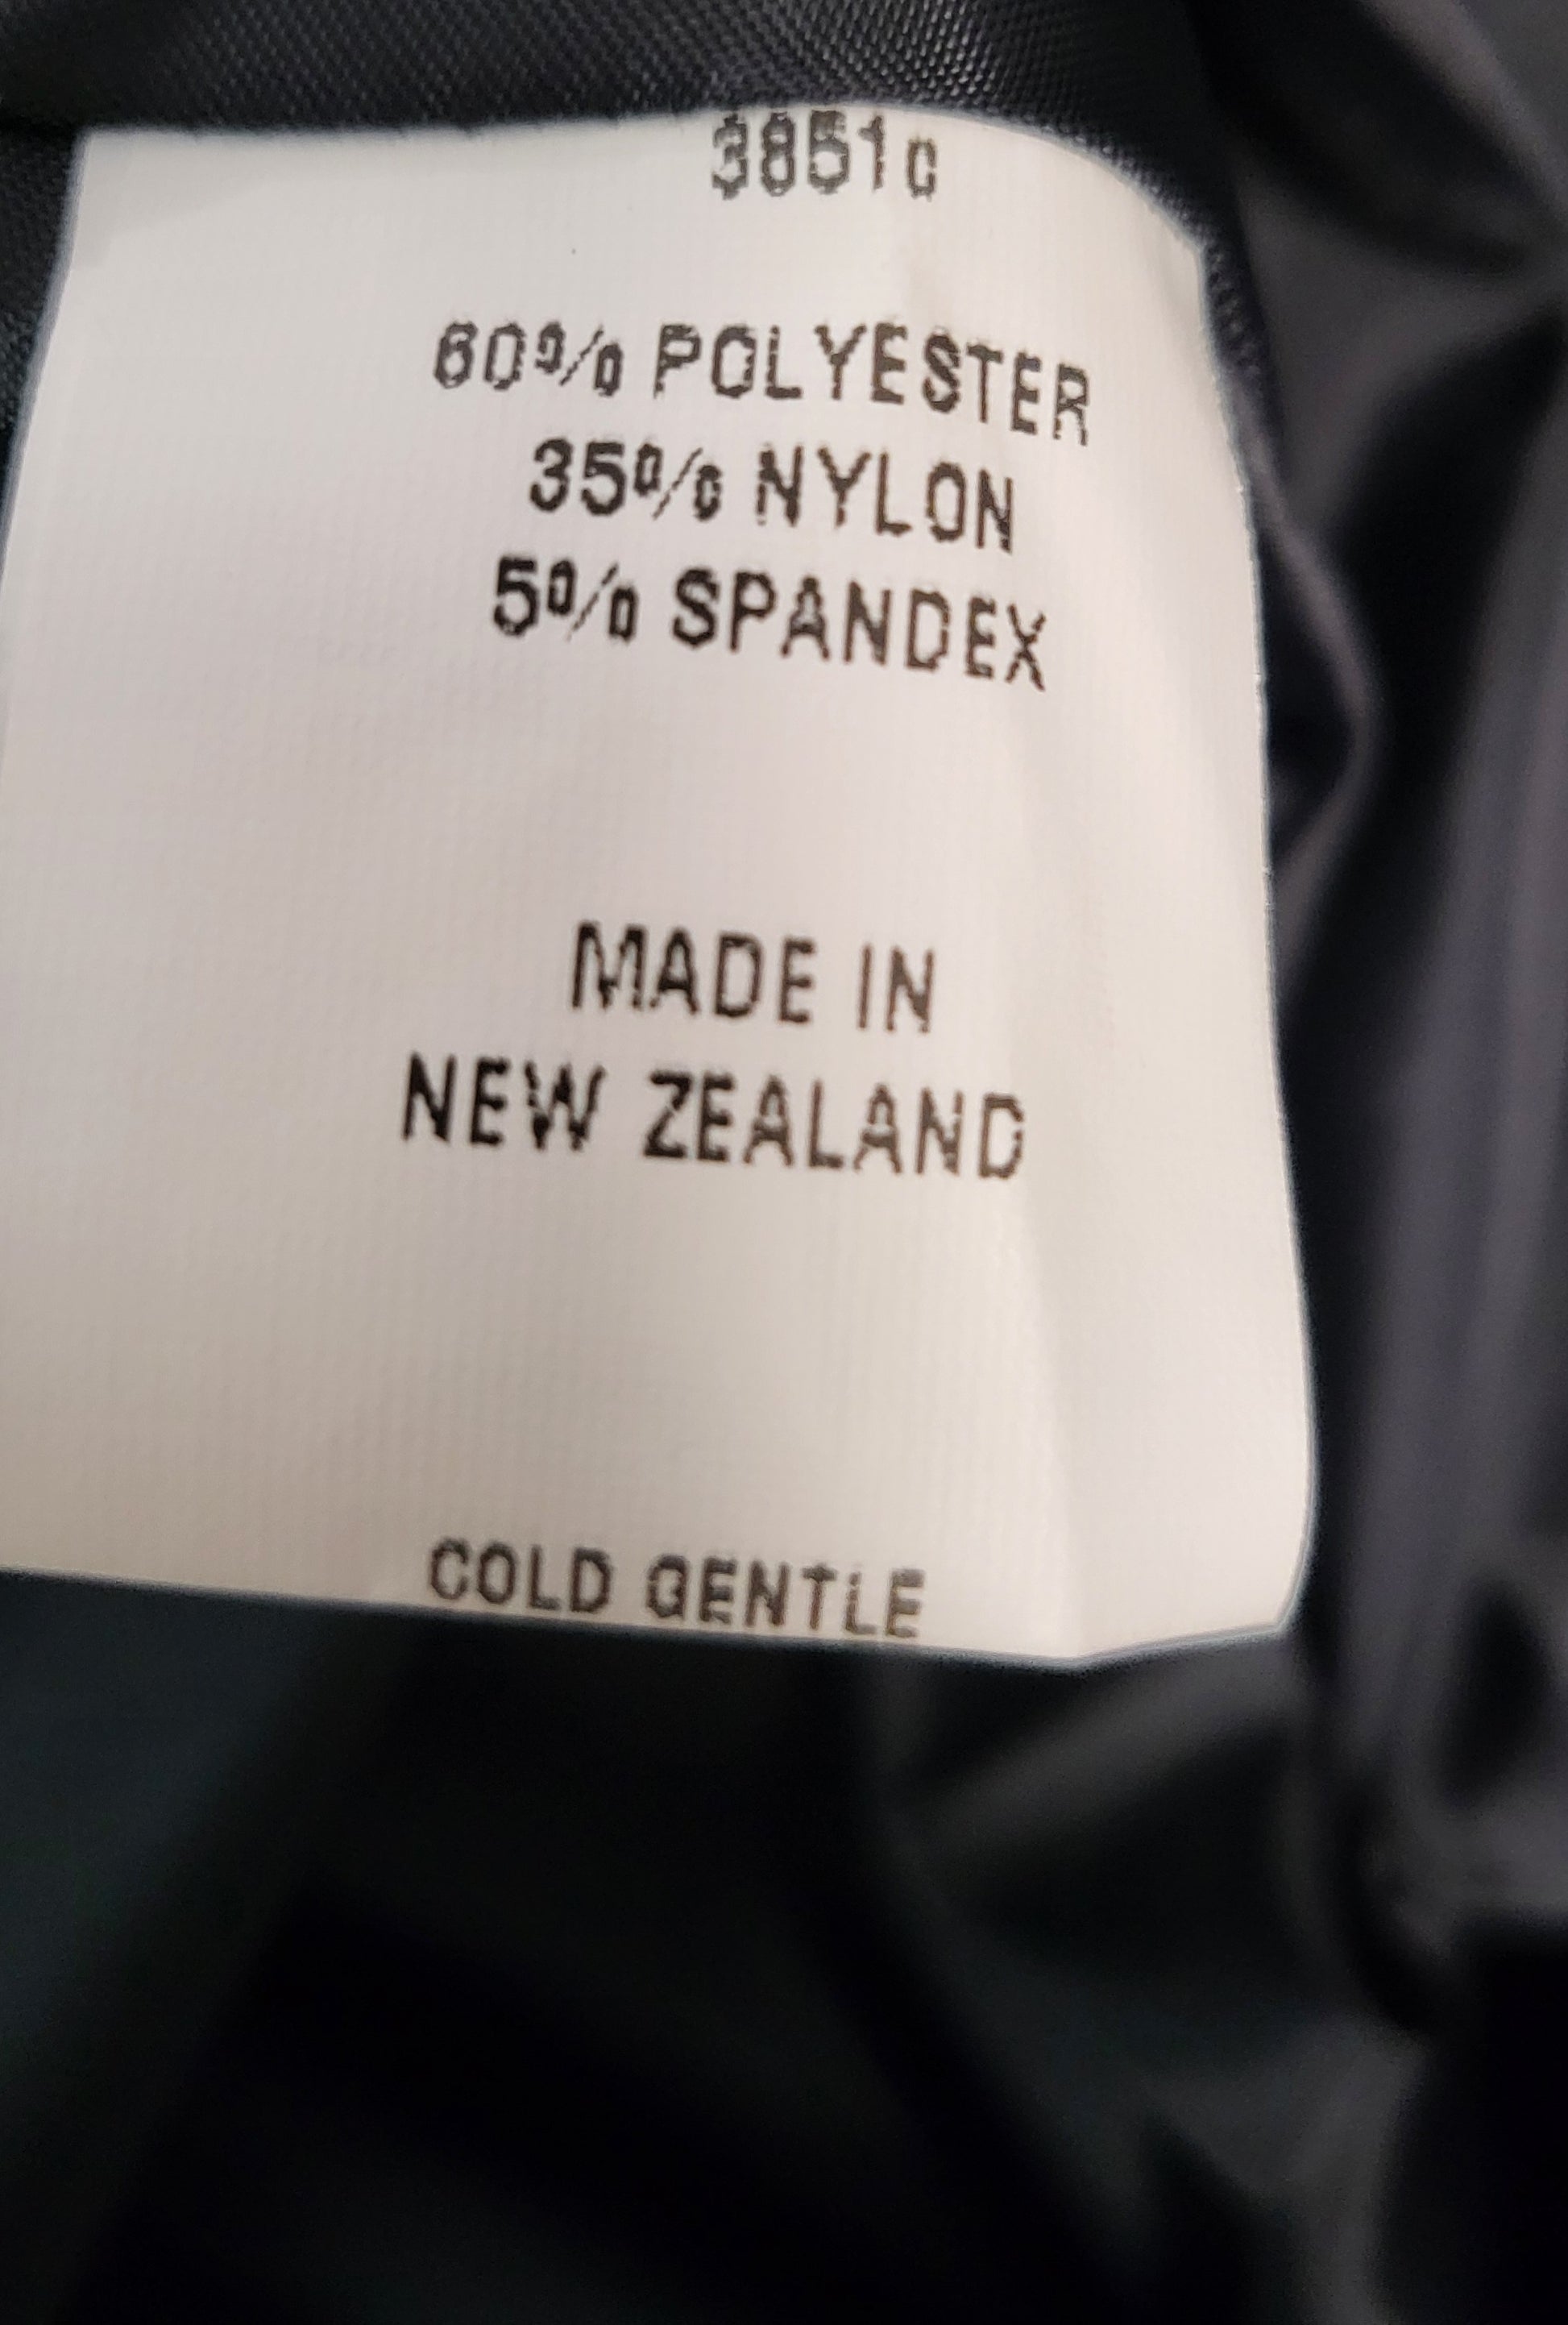 3851c
60% POLYESTER
35% NYLON
5% SPANDEX
MADE IN
NEW ZEALAND
COLD GENTLE